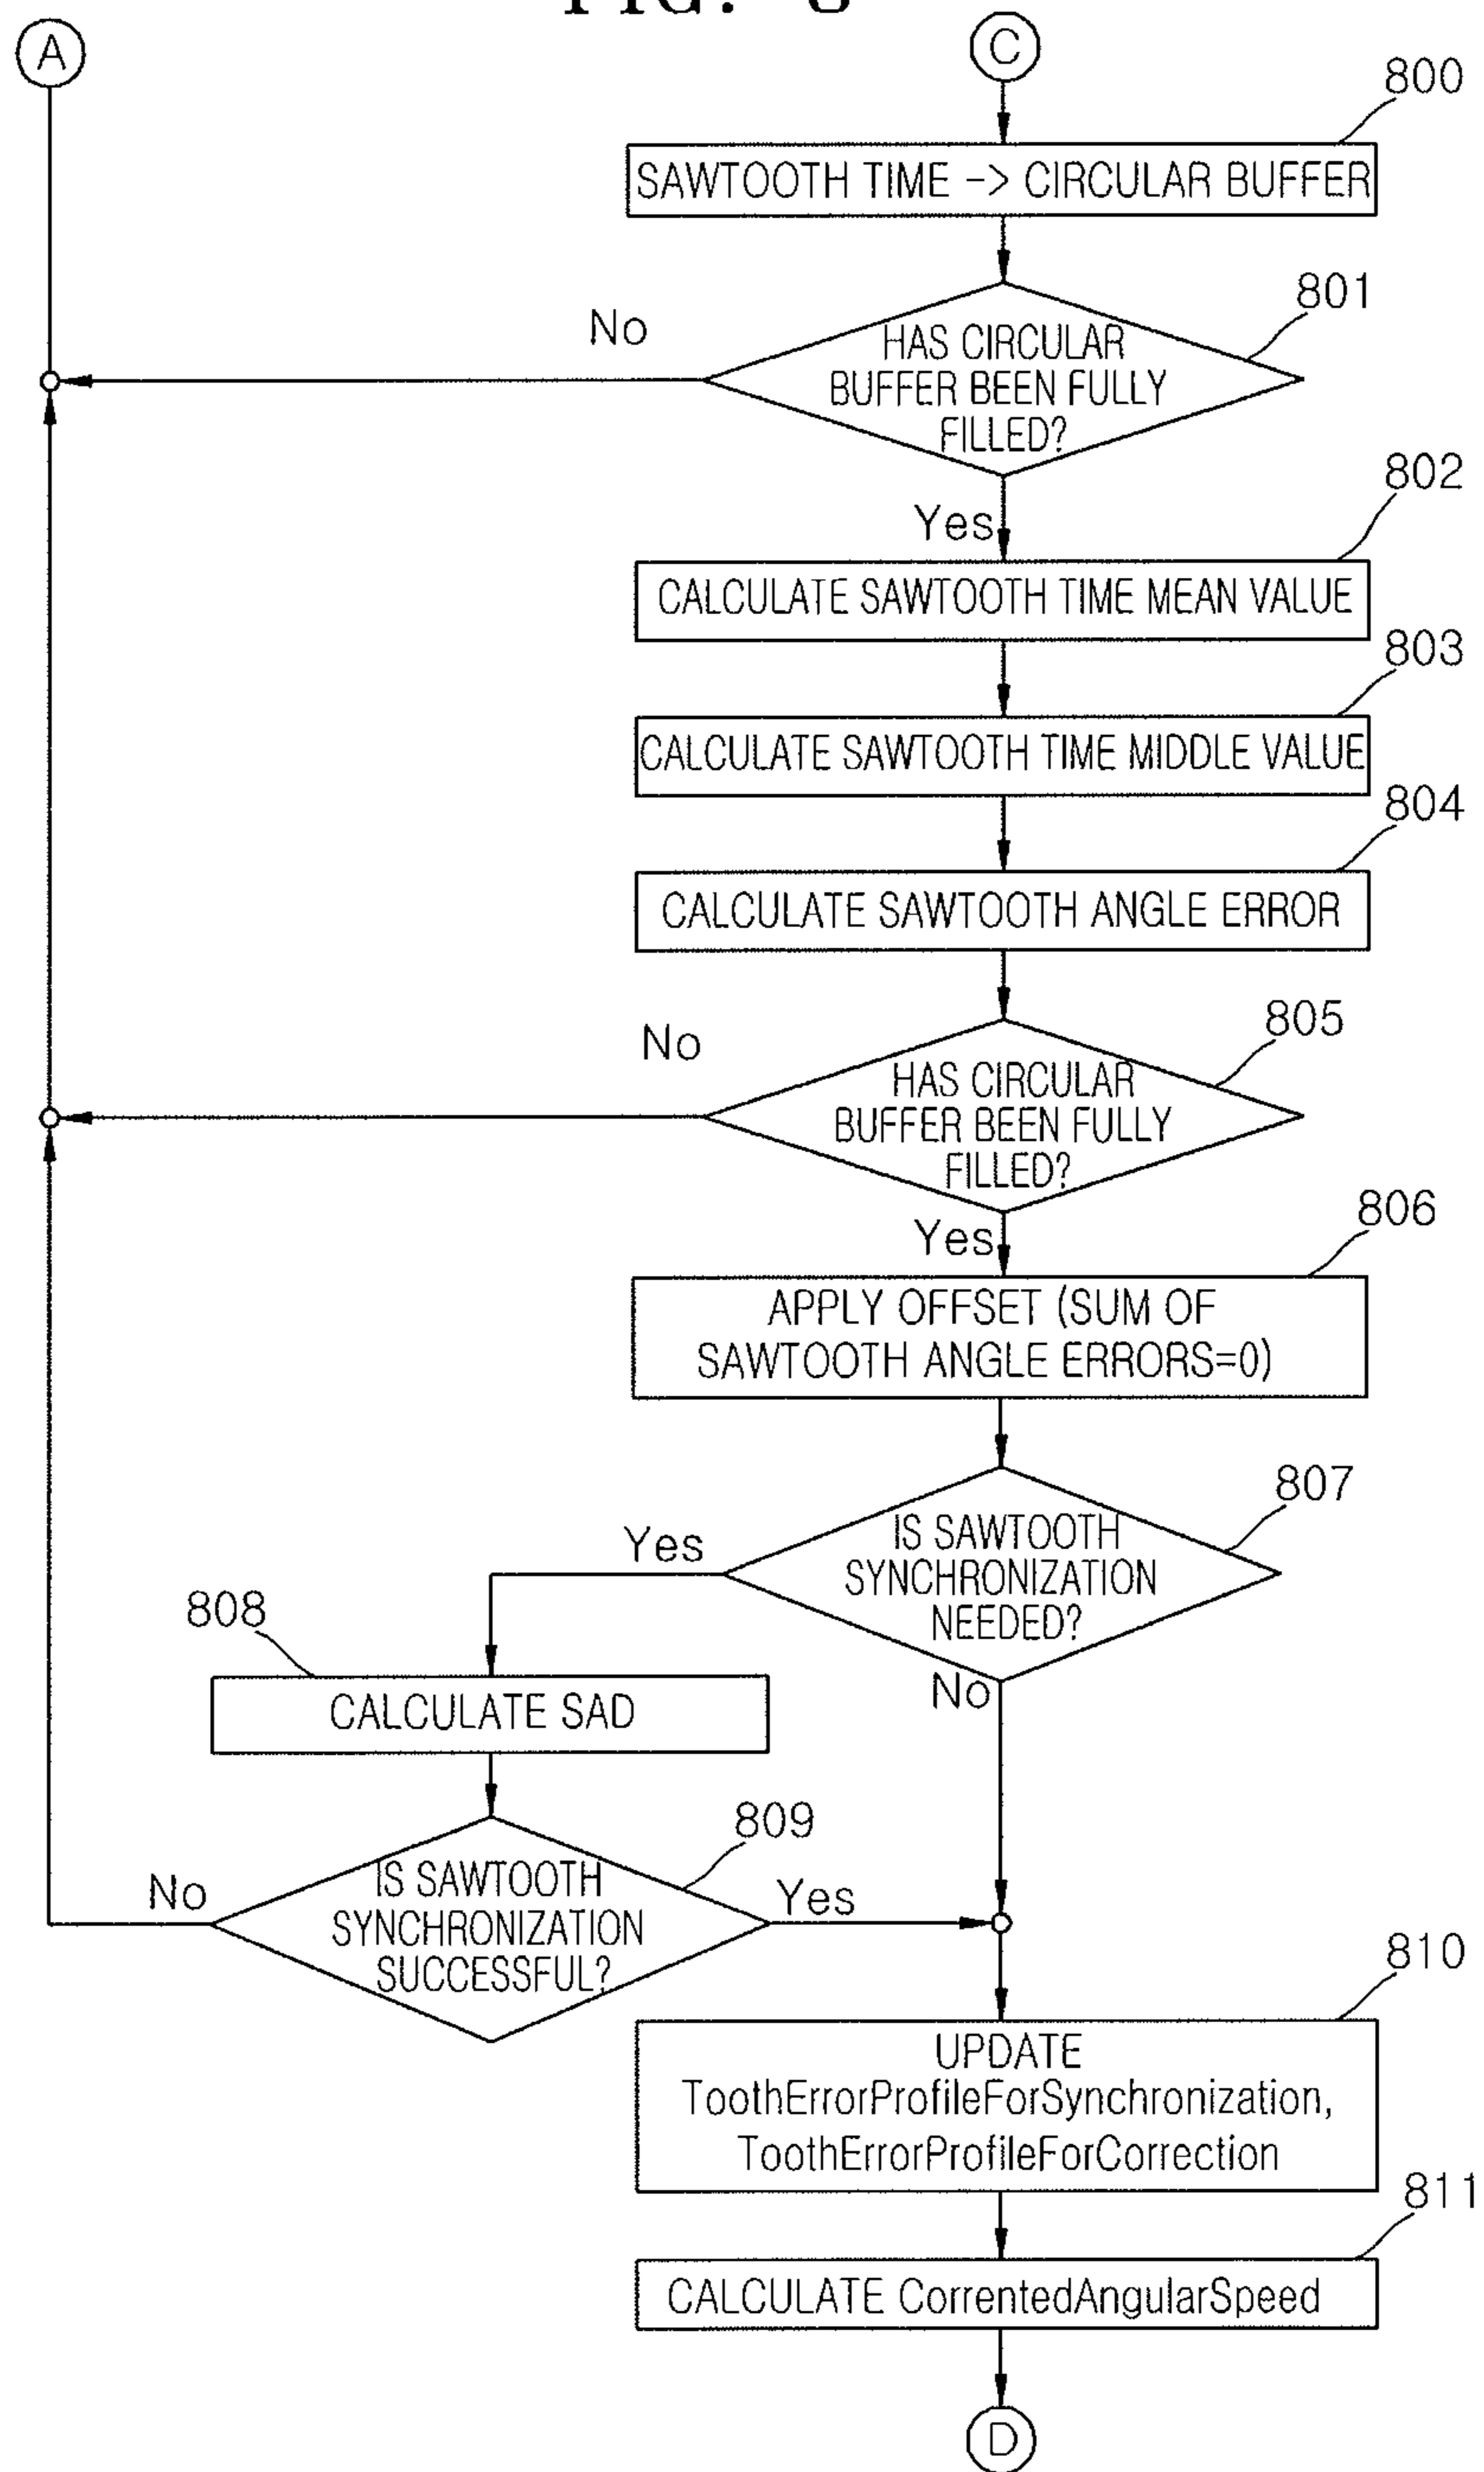 FIG. 8
A
C
800
SAWTOOTH TIME -> CIRCULAR BUFFER
801
No
HAS CIRCULAR
BUFFER BEEN FULLY
FILLED?
802
Yes
CALCULATE SAWTOOTH TIME MEAN VALUE
803
CALCULATE SAWTOOTH TIME MIDDLE VALUE
804
CALCULATE SAWTOOTH ANGLE ERROR
805
No
HAS CIRCULAR
BUFFER BEEN FULLY
FILLED?
806
Yes
APPLY OFFSET (SUM OF
SAWTOOTH ANGLE ERRORS=0)
807
Yes
IS SAWTOOTH
SYNCHRONIZATION
NEEDED?
808
No
CALCULATE SAD
809
No
IS SAWTOOTH
SYNCHRONIZATION
SUCCESSFUL?
Yes
810
UPDATE
ToothErrorProfileForSynchronization,
ToothErrorProfileForCorrection
811
CALCULATE CorrentedAngularSpeed
D